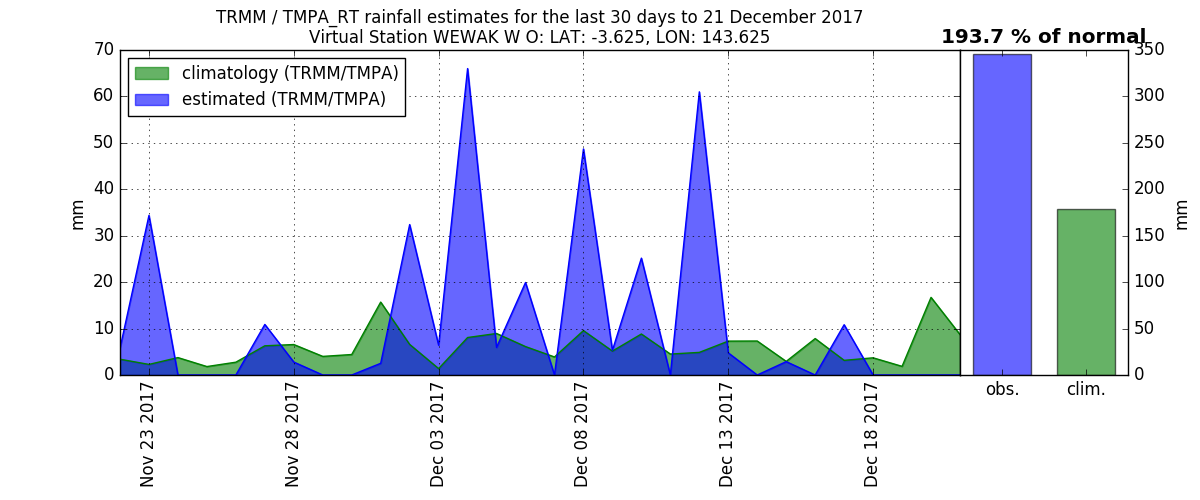 TRMM / TMPA_RT rainfall estimates for the last 30 days to 21 December 2017
Virtual Station WEWAK W O: LAT: -3.625, LON: 143.625
193.7 % of normal
climatology (TRMM/TMPA)
estimated (TRMM/TMPA)
mm
70
60
50
40
30
20
10
0
Nov 23 2017
Nov 28 2017
Dec 03 2017
Dec 08 2017
Dec 13 2017
Dec 18 2017
obs.
clim.
350
300
250
200
150
100
50
0
mm